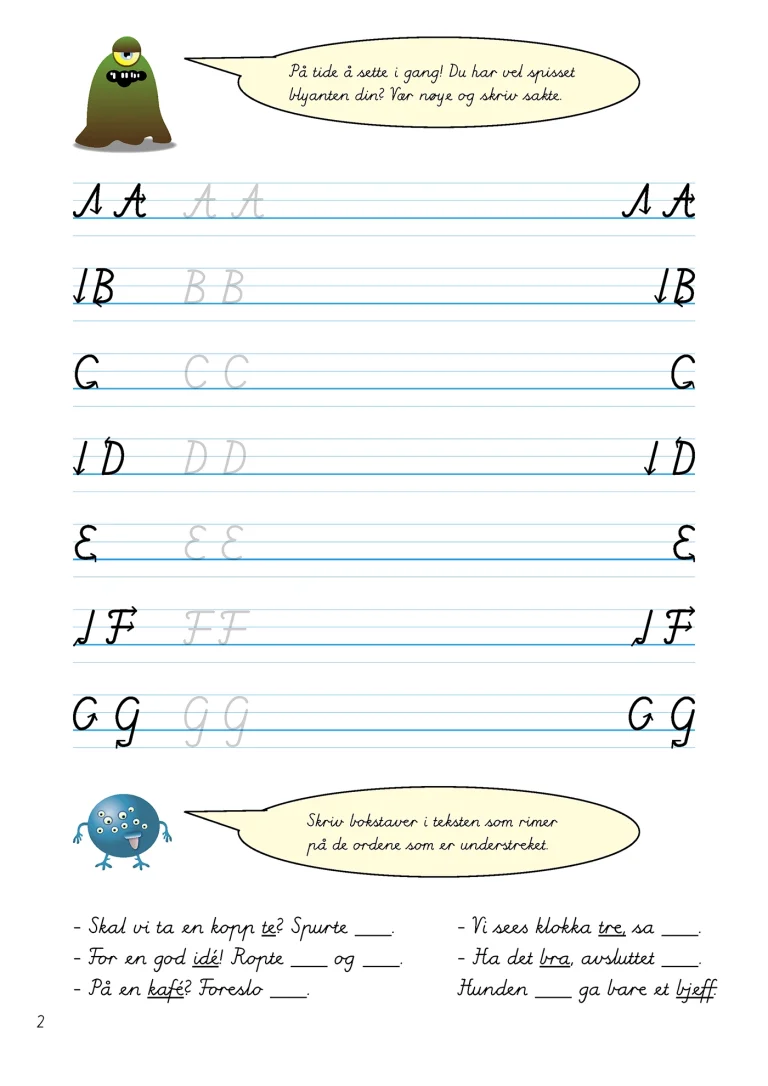 På tide å sette i gang! Du har vel spisset
blyanten din? Vær nøye og skriv sakte.
A A A A A
B B B B
C C C C
D D D D
E E E E
F F F F
G G G G G G
Skriv bokstaver i teksten som rimer
på de ordene som er understreket.
- Skal vi ta en kopp te? Spurte ___.
- For en god idé! Ropte ___ og ___.
- På en kafé? Foreslo ___.
- Vi sees klokka tre, sa ___.
- Ha det bra, avsluttet ___.
Hunden ___ ga bare et bjeff.
2